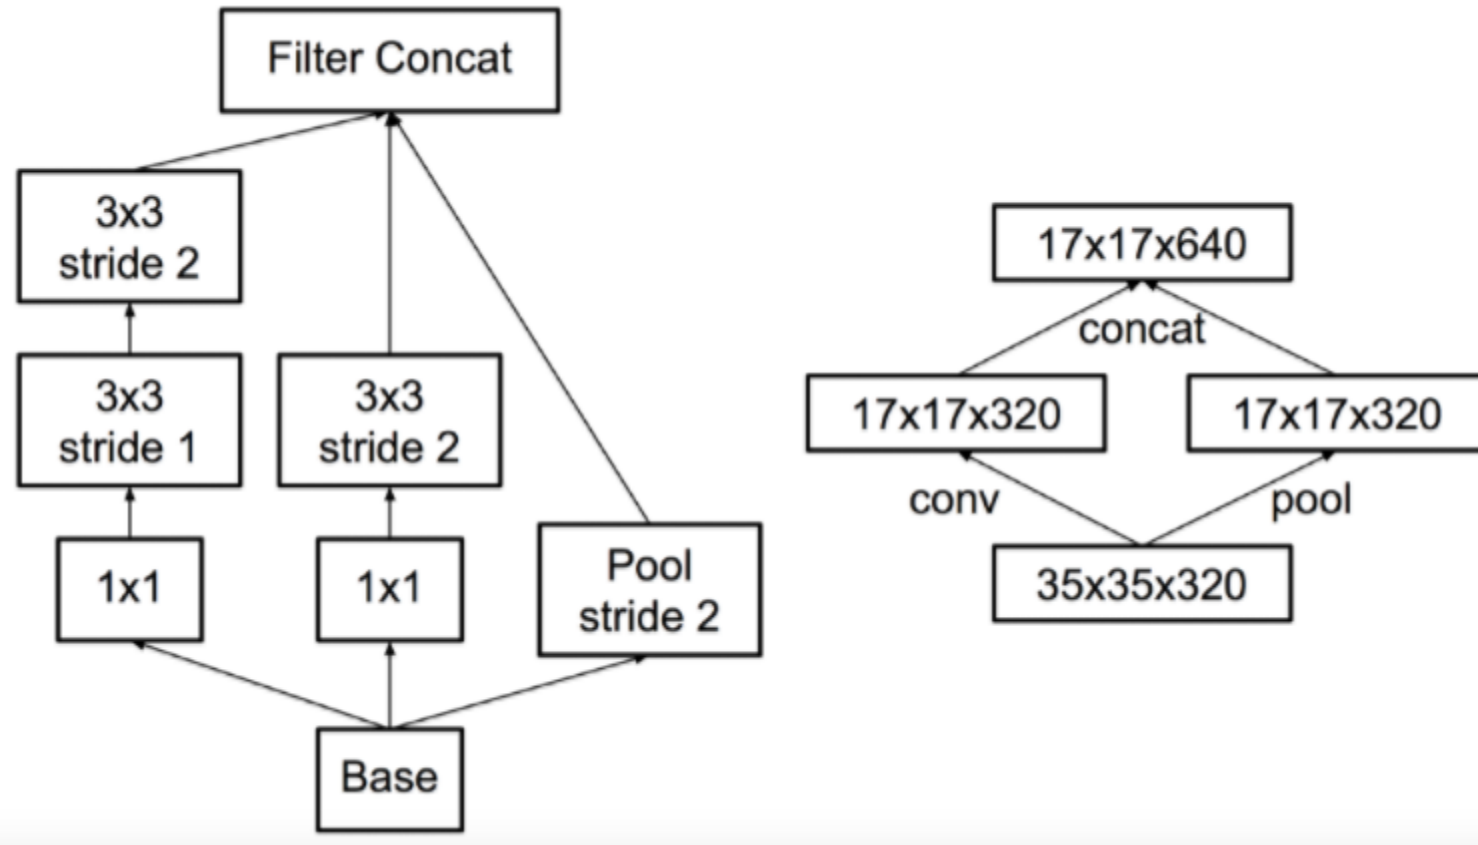 Filter Concat
3x3
stride 2
3x3
stride 1
3x3
stride 2
1x1
1x1
Pool
stride 2
Base
17x17x640
concat
17x17x320
17x17x320
conv
pool
35x35x320